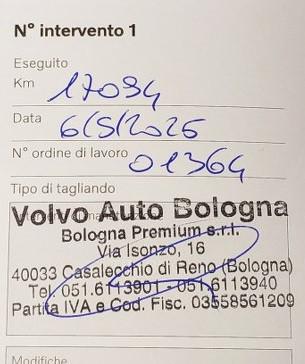 N° intervento 1
Eseguito
Km 17094
Data 6/5/2025
N° ordine di lavoro 01364
Tipo di tagliando
Volvo Auto Bologna
Bologna Premium s.r.l.
Via Isonzo, 16
40033 Casalecchio di Reno (Bologna)
Tel. 051.6113901 - 051.6113940
Partita IVA e Cod. Fisc. 03558561209
Modifiche